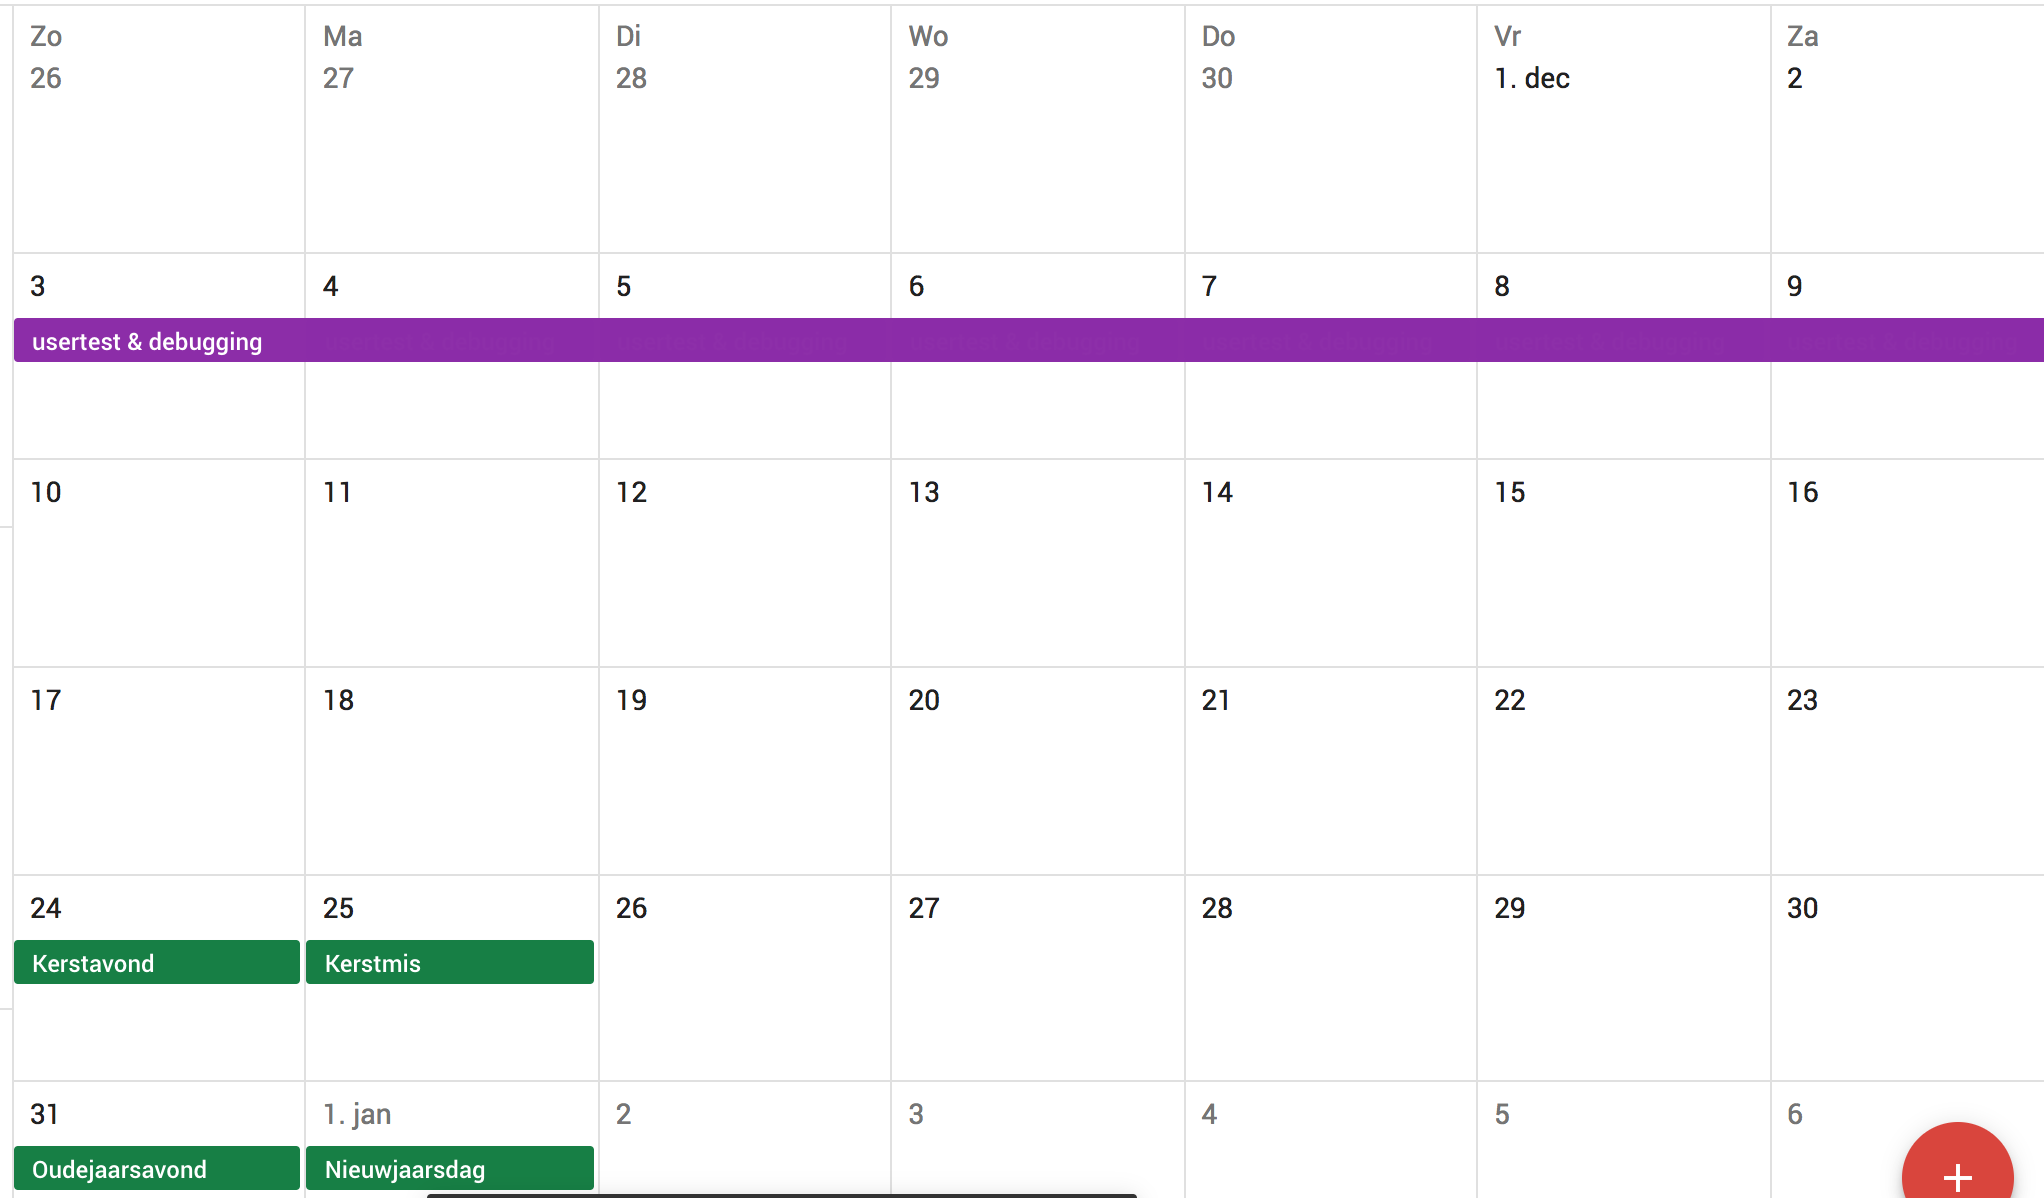 Zo Ma Di Wo Do Vr Za
26 27 28 29 30 1. dec 2
3 4 5 6 7 8 9
usertest & debugging
10 11 12 13 14 15 16
17 18 19 20 21 22 23
24 25 26 27 28 29 30
Kerstavond Kerstmis
31 1. jan 2 3 4 5 6
Oudejaarsavond Nieuwjaarsdag